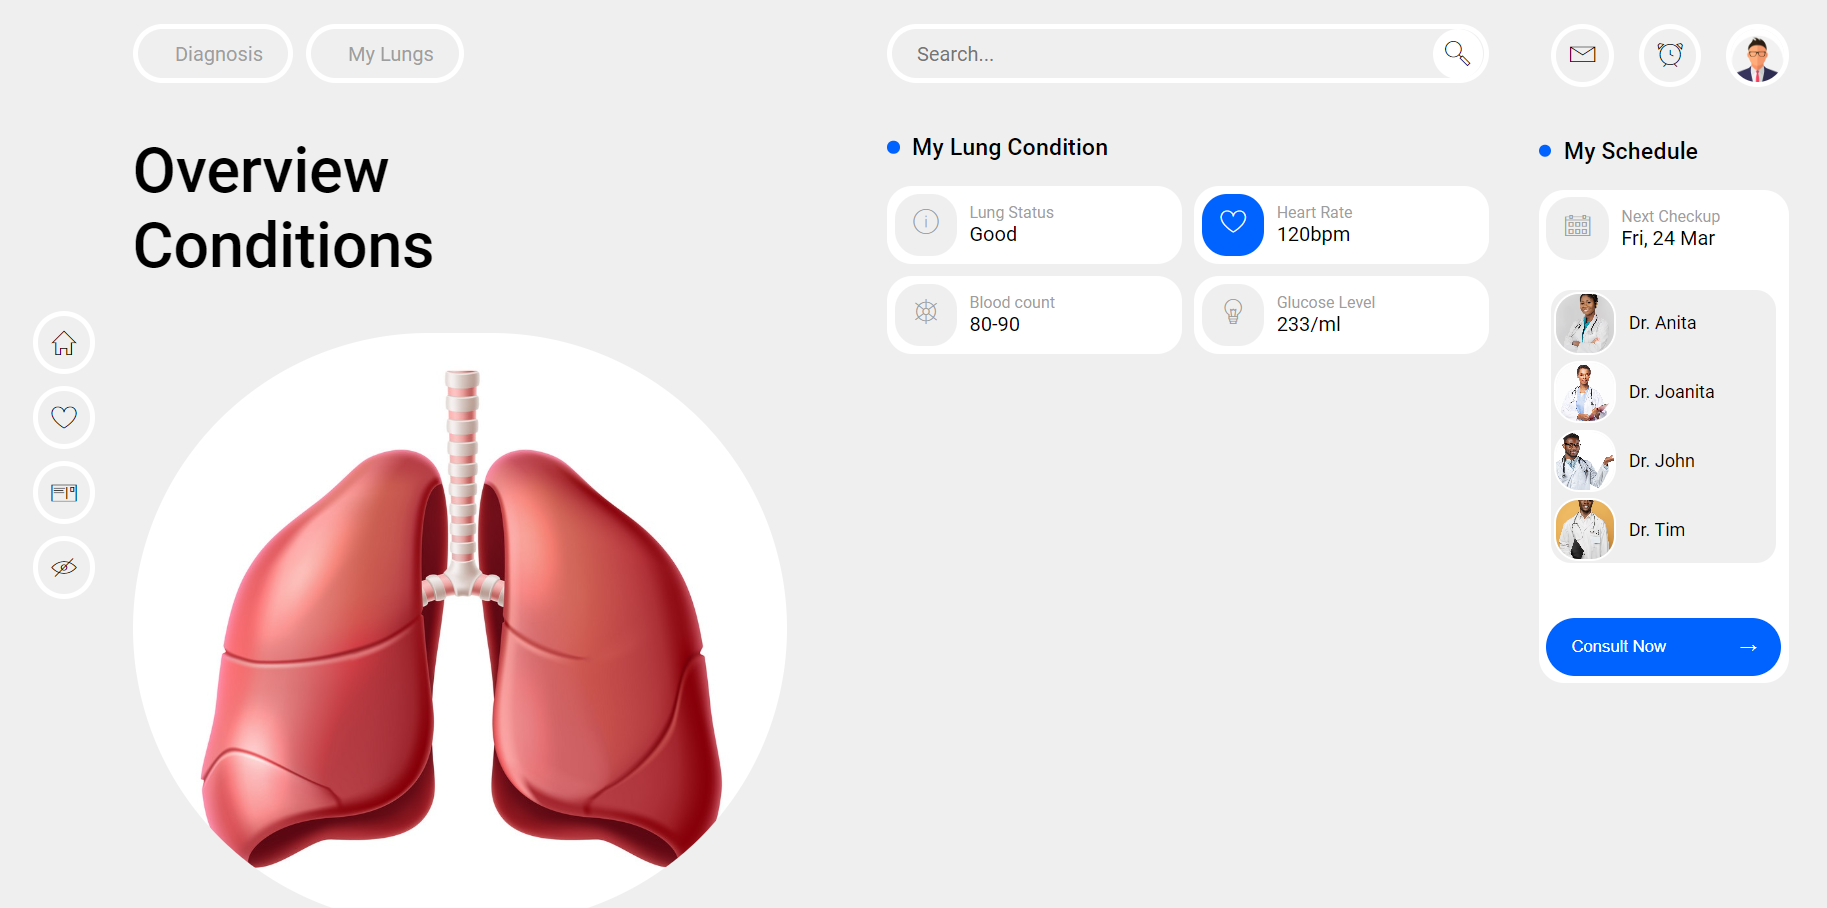 Diagnosis
My Lungs
Search...
Overview
Conditions
My Lung Condition
Lung Status
Good
Heart Rate
120bpm
Blood count
80-90
Glucose Level
233/ml
My Schedule
Next Checkup
Fri, 24 Mar
Dr. Anita
Dr. Joanita
Dr. John
Dr. Tim
Consult Now →